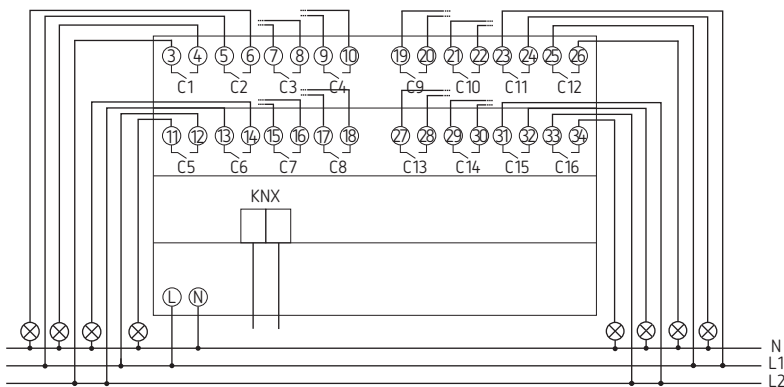 3 4 5 6 7 8 9 10 19 20 21 22 23 24 25 26
C1 C2 C3 C4 C9 C10 C11 C12
11 12 13 14 15 16 17 18 27 28 29 30 31 32 33 34
C5 C6 C7 C8 C13 C14 C15 C16
KNX
L N
N
L1
L2